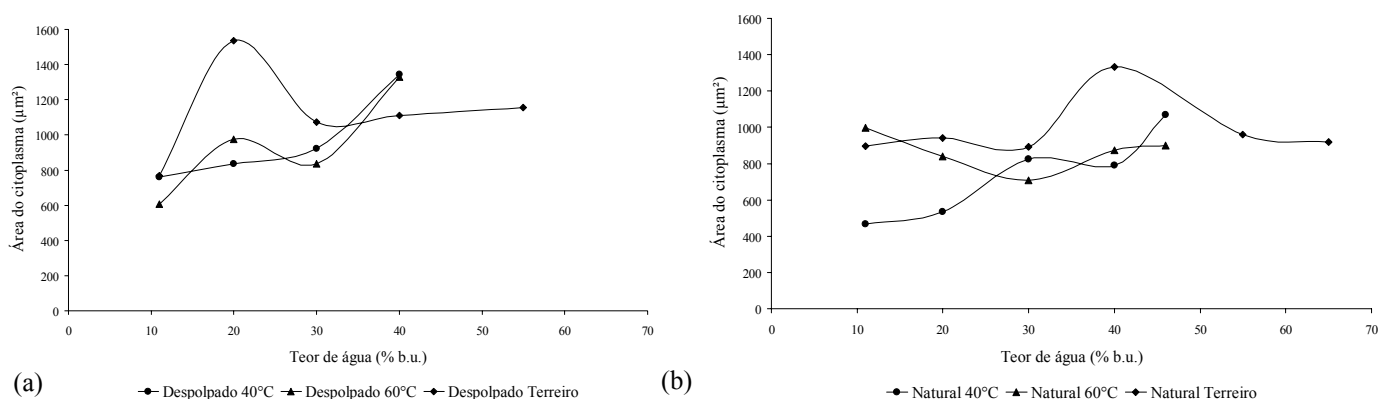 1600
1400
1200
1000
800
600
400
200
0
Área do citoplasma (µm²)
0 10 20 30 40 50 60 70
Teor de água (% b.u.)
(a)
Despolpado 40°C Despolpado 60°C Despolpado Terreiro
1600
1400
1200
1000
800
600
400
200
0
Área do citoplasma (µm²)
0 10 20 30 40 50 60 70
Teor de água (% b.u.)
(b)
Natural 40°C Natural 60°C Natural Terreiro